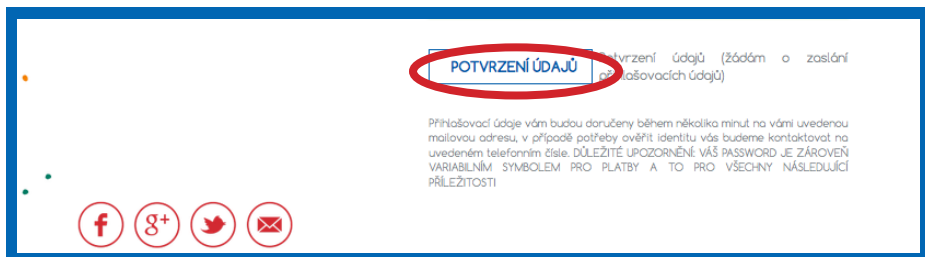 POTVRZENÍ ÚDAJŮ
Potvrzení údajů (žádám o zaslání
přihlašovacích údajů)
Přihlašovací údaje vám budou doručeny během několika minut na vámi uvedenou
mailovou adresu, v případě potřeby ověřit identitu vás budeme kontaktovat na
uvedeném telefonním čísle. DŮLEŽITÉ UPOZORNĚNÍ: VÁŠ PASSWORD JE ZÁROVEŇ
VARIABILNÍM SYMBOLEM PRO PLATBY A TO PRO VŠECHNY NÁSLEDUJÍCÍ
PŘÍLEŽITOSTI
f g+